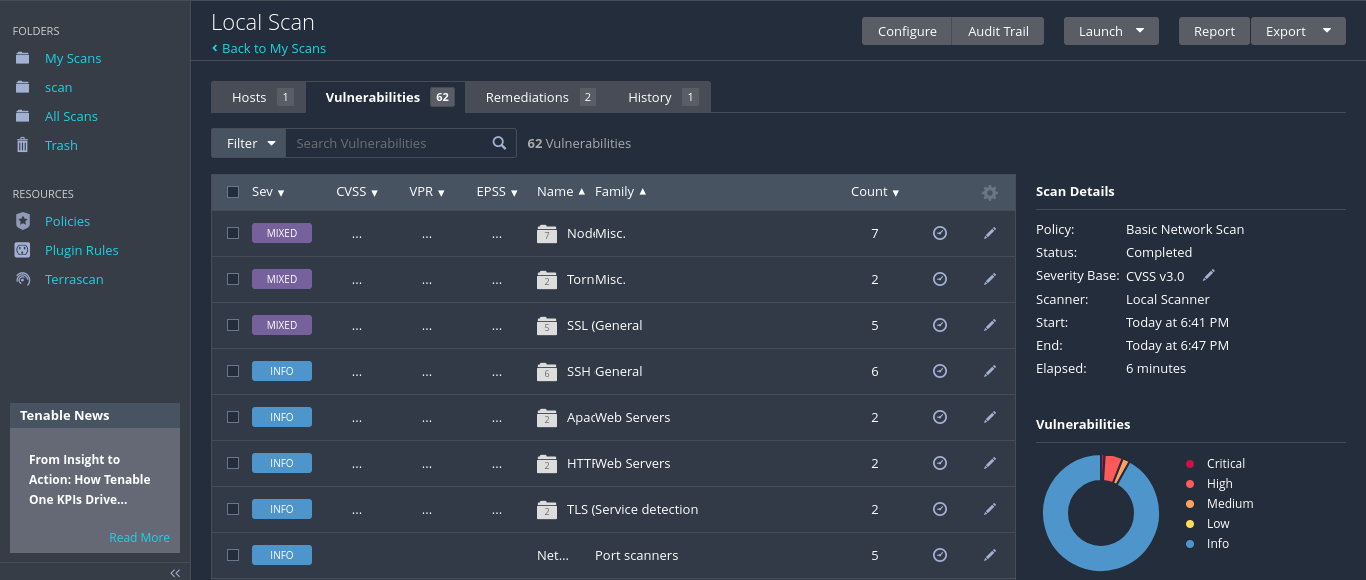 FOLDERS
My Scans
scan
All Scans
Trash
RESOURCES
Policies
Plugin Rules
Terrascan
Tenable News
From Insight to
Action: How Tenable
One KPIs Drive...
Read More
Local Scan
Back to My Scans
Configure Audit Trail Launch Report Export
Hosts 1 Vulnerabilities 62 Remediations 2 History 1
Filter Search Vulnerabilities 62 Vulnerabilities
Sev CVSS VPR EPSS Name Family Count
MIXED ... ... ... 7 Nod Misc. 7
MIXED ... ... ... 2 Torn Misc. 2
MIXED ... ... ... 5 SSL ( General 5
INFO ... ... ... 6 SSH General 6
INFO ... ... ... 2 Apac Web Servers 2
INFO ... ... ... 2 HTT Web Servers 2
INFO ... ... ... 2 TLS ( Service detection 2
INFO Net... Port scanners 5
Scan Details
Policy: Basic Network Scan
Status: Completed
Severity Base: CVSS v3.0
Scanner: Local Scanner
Start: Today at 6:41 PM
End: Today at 6:47 PM
Elapsed: 6 minutes
Vulnerabilities
Critical
High
Medium
Low
Info